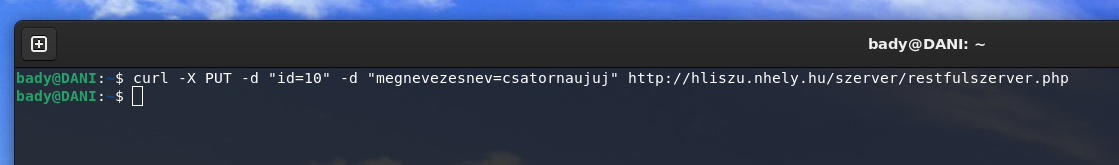 bady@DANI: ~
bady@DANI:~$ curl -X PUT -d "id=10" -d "megnevezesnev=csatornaujuj" http://hliszu.nhely.hu/szerver/restfulszerver.php
bady@DANI:~$